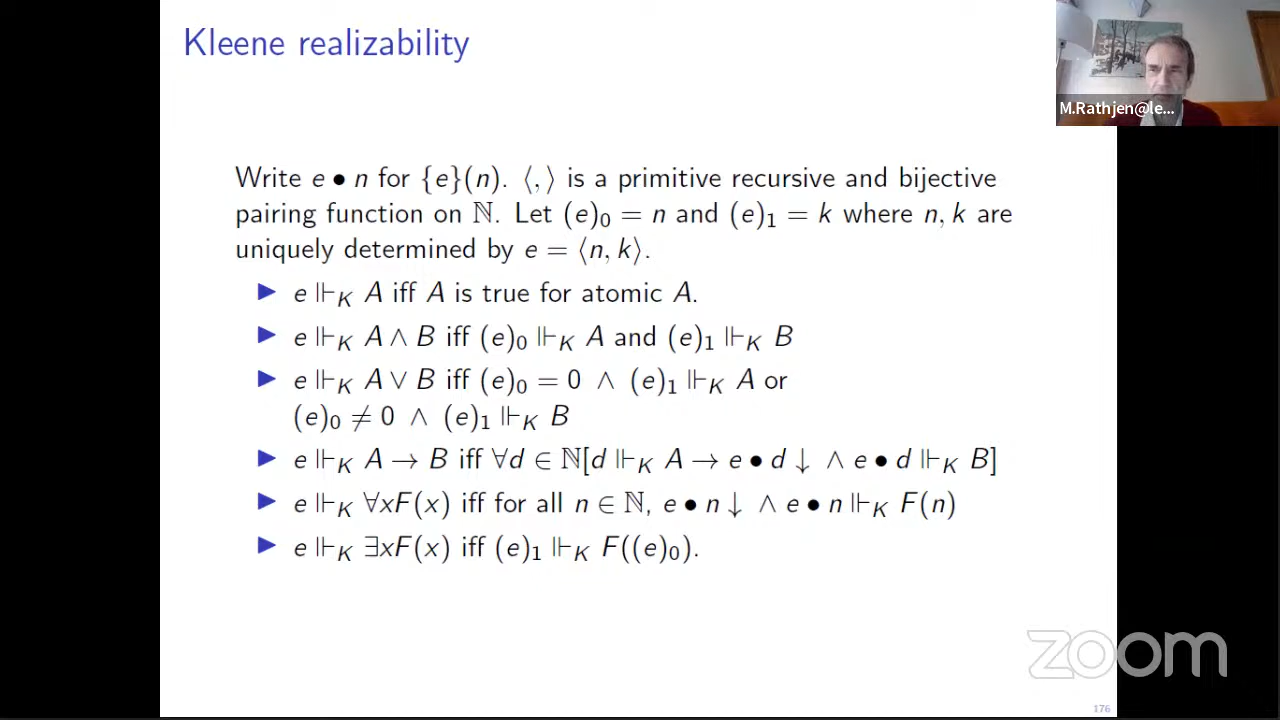 Kleene realizability
M.Rathjen@le...
Write e • n for {e}(n). ⟨,⟩ is a primitive recursive and bijective
pairing function on ℕ. Let (e)₀ = n and (e)₁ = k where n, k are
uniquely determined by e = ⟨n, k⟩.
▶ e ⊩_K A iff A is true for atomic A.
▶ e ⊩_K A ∧ B iff (e)₀ ⊩_K A and (e)₁ ⊩_K B
▶ e ⊩_K A ∨ B iff (e)₀ = 0 ∧ (e)₁ ⊩_K A or
(e)₀ ≠ 0 ∧ (e)₁ ⊩_K B
▶ e ⊩_K A → B iff ∀d ∈ ℕ[d ⊩_K A → e • d ↓ ∧ e • d ⊩_K B]
▶ e ⊩_K ∀xF(x) iff for all n ∈ ℕ, e • n ↓ ∧ e • n ⊩_K F(n)
▶ e ⊩_K ∃xF(x) iff (e)₁ ⊩_K F((e)₀).
zoom
176